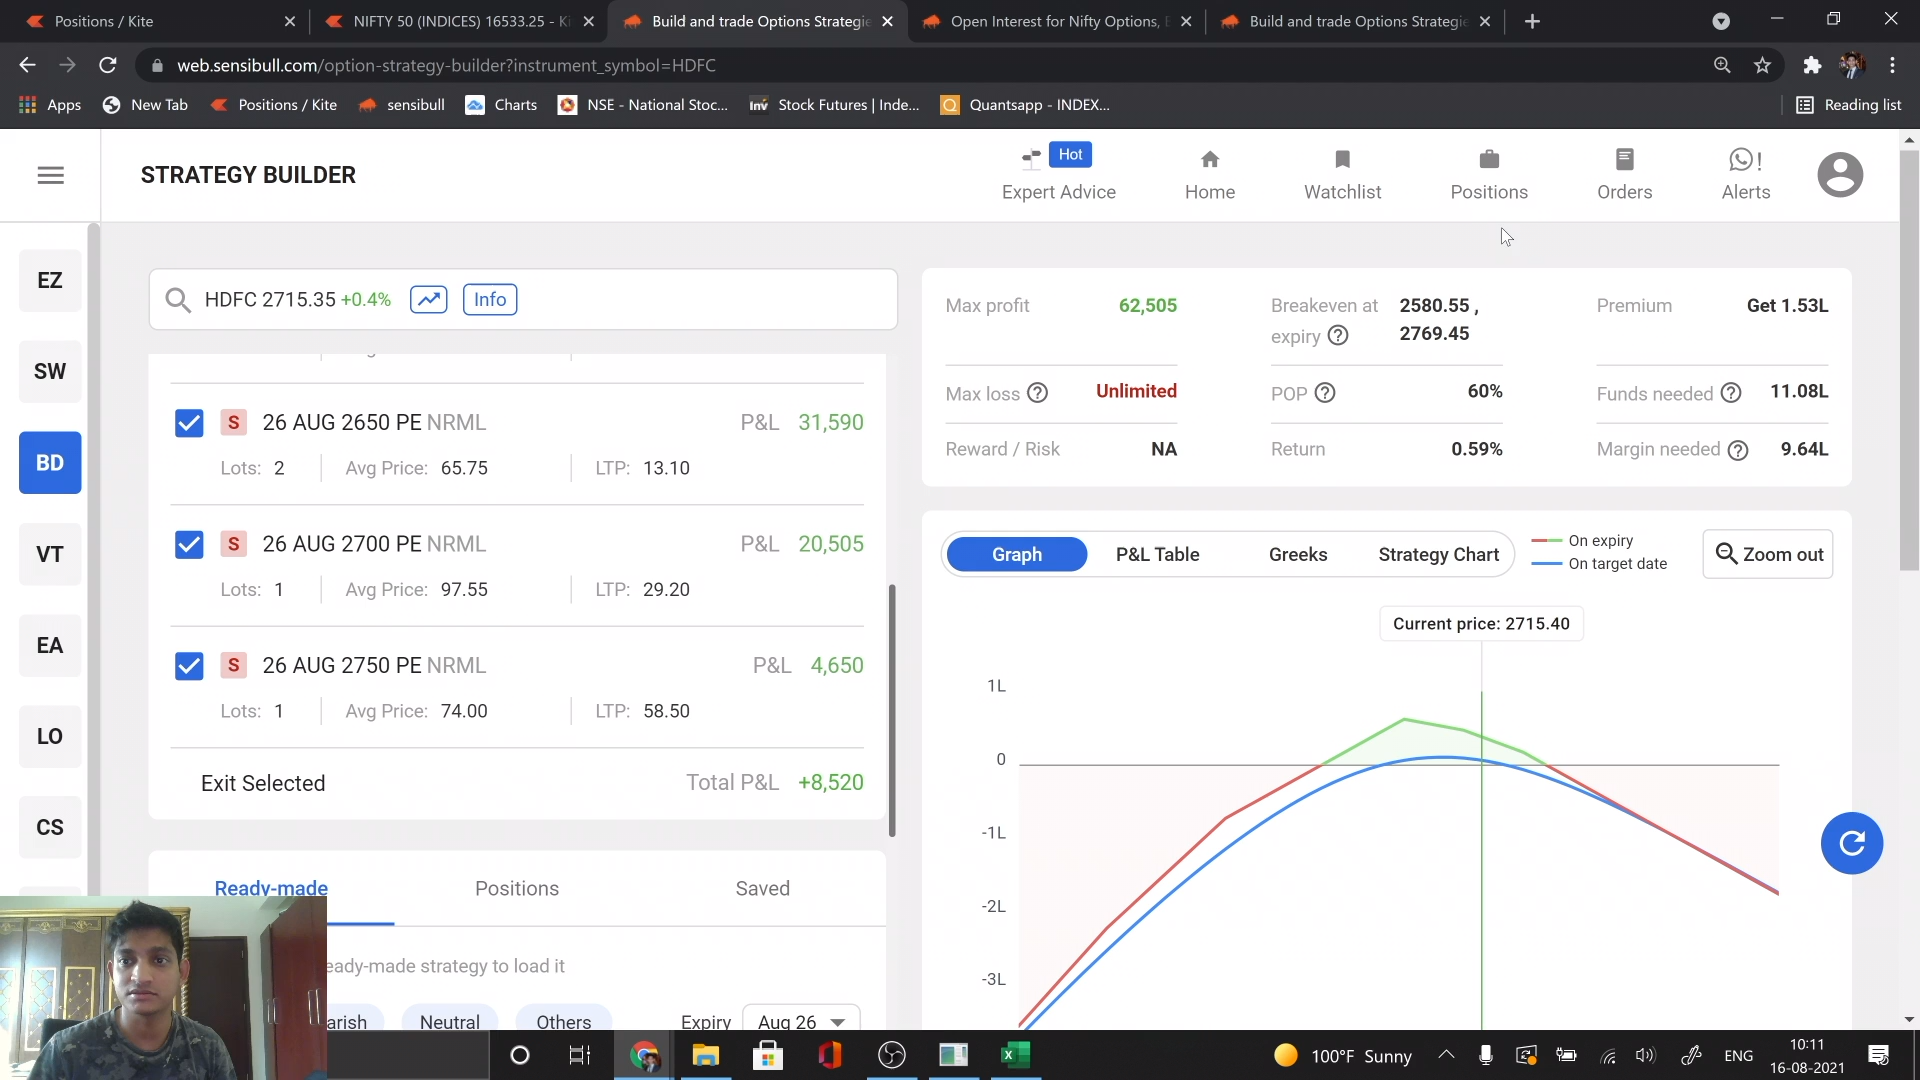 Positions / Kite
NIFTY 50 (INDICES) 16533.25 - Ki
Build and trade Options Strategie
Open Interest for Nifty Options, B
Build and trade Options Strategie
web.sensibull.com/option-strategy-builder?instrument_symbol=HDFC
Apps
New Tab
Positions / Kite
sensibull
Charts
NSE - National Stoc...
Inv
Stock Futures | Inde...
Q
Quantsapp - INDEX...
Reading list
STRATEGY BUILDER
Hot
Expert Advice
Home
Watchlist
Positions
Orders
Alerts
EZ
SW
BD
VT
EA
LO
CS
HDFC 2715.35 +0.4%
Info
S 26 AUG 2650 PE NRML P&L 31,590
Lots: 2 Avg Price: 65.75 LTP: 13.10
S 26 AUG 2700 PE NRML P&L 20,505
Lots: 1 Avg Price: 97.55 LTP: 29.20
S 26 AUG 2750 PE NRML P&L 4,650
Lots: 1 Avg Price: 74.00 LTP: 58.50
Exit Selected Total P&L +8,520
Ready-made Positions Saved
eady-made strategy to load it
arish Neutral Others Expiry Aug 26
Max profit 62,505
Breakeven at expiry ? 2580.55 , 2769.45
Premium Get 1.53L
Max loss ? Unlimited
POP ? 60%
Funds needed ? 11.08L
Reward / Risk NA
Return 0.59%
Margin needed ? 9.64L
Graph P&L Table Greeks Strategy Chart
On expiry
On target date
Zoom out
Current price: 2715.40
1L
0
-1L
-2L
-3L
100°F Sunny
ENG
10:11
16-08-2021